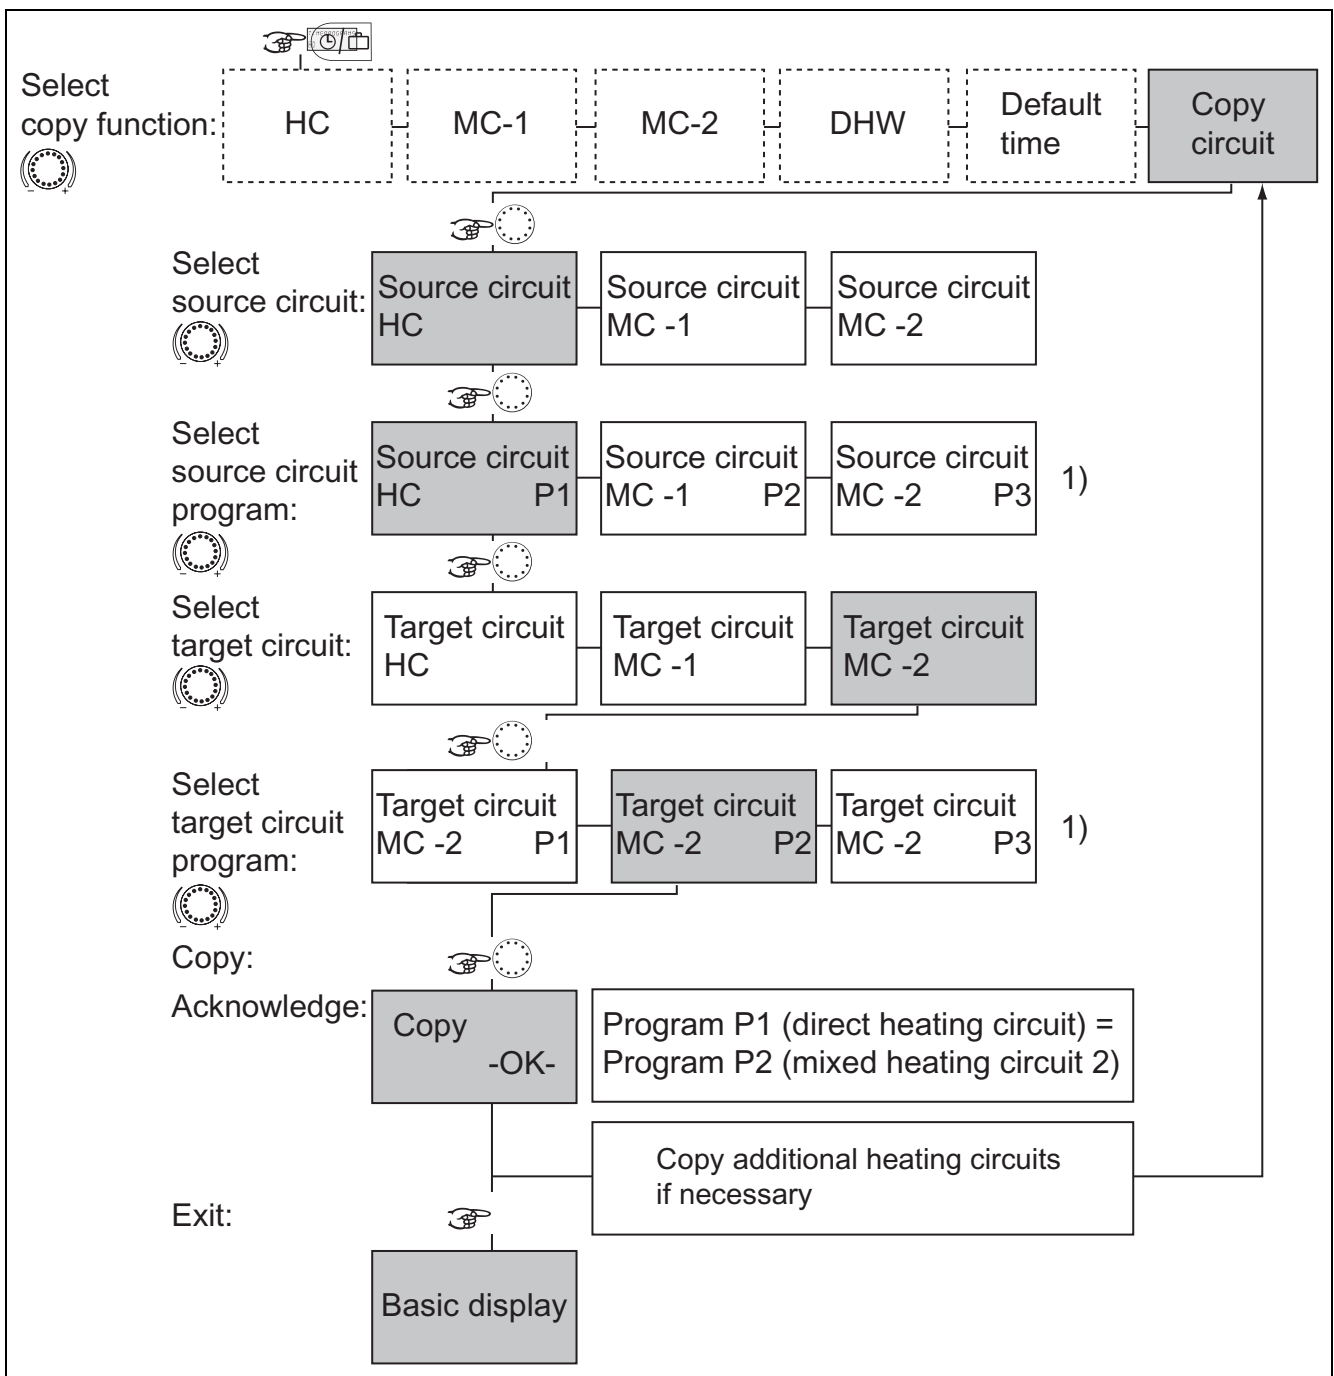 Select
copy function:
HC
MC-1
MC-2
DHW
Default
time
Copy
circuit
- +
Select
source circuit:
- +
Source circuit
HC
Source circuit
MC -1
Source circuit
MC -2
Select
source circuit
program:
- +
Source circuit
HC P1
Source circuit
MC -1 P2
Source circuit
MC -2 P3
1)
Select
target circuit:
- +
Target circuit
HC
Target circuit
MC -1
Target circuit
MC -2
Select
target circuit
program:
- +
Target circuit
MC -2 P1
Target circuit
MC -2 P2
Target circuit
MC -2 P3
1)
Copy:
Acknowledge:
Copy
-OK-
Program P1 (direct heating circuit) =
Program P2 (mixed heating circuit 2)
Copy additional heating circuits
if necessary
Exit:
Basic display